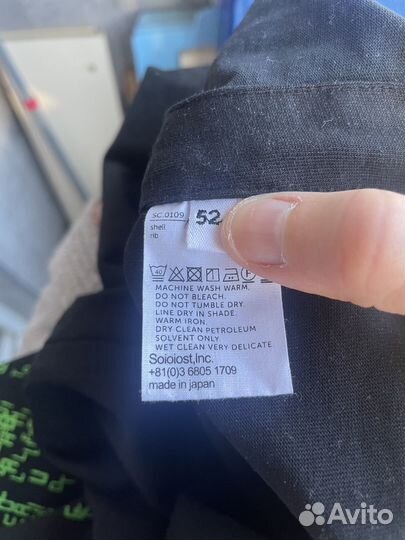 SC.0109 52
shell
rib
40
MACHINE WASH WARM.
DO NOT BLEACH.
DO NOT TUMBLE DRY.
LINE DRY IN SHADE.
WARM IRON.
DRY CLEAN PETROLEUM
SOLVENT ONLY
WET CLEAN VERY DELICATE
Soloiost,Inc.
+81(0)3 6805 1709
made in japan
Avito